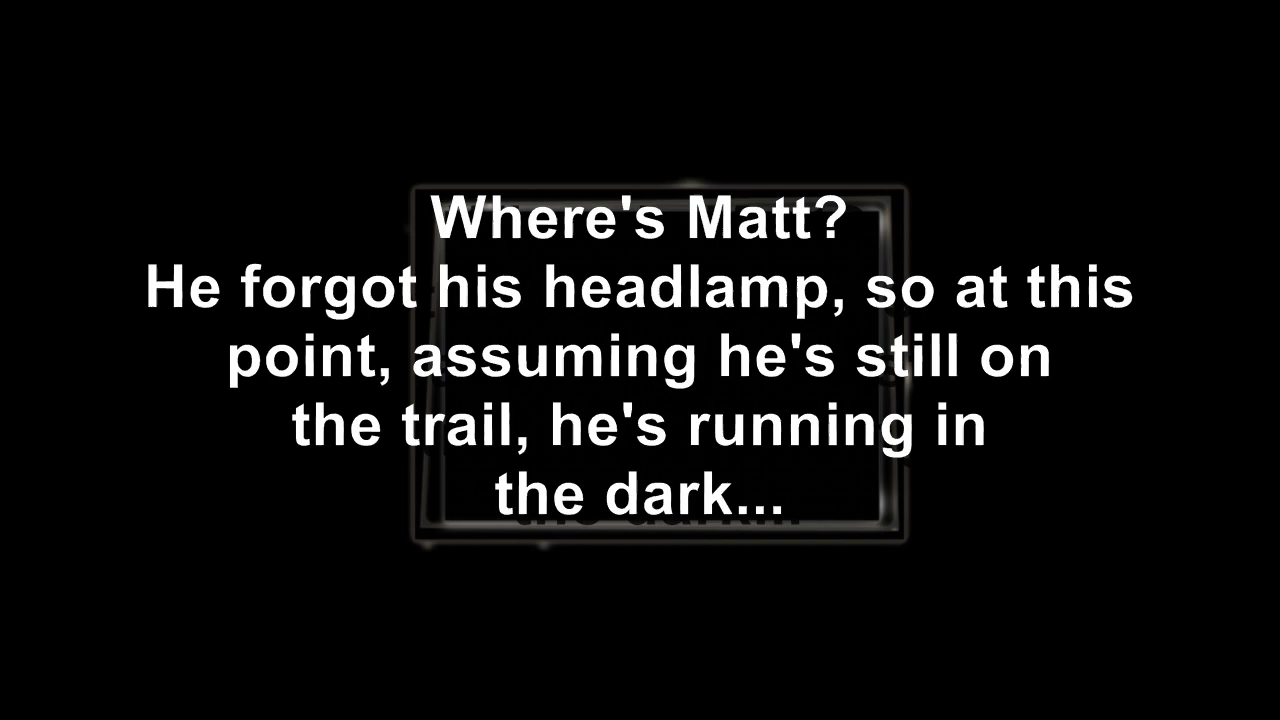 Where's Matt?
He forgot his headlamp, so at this
point, assuming he's still on
the trail, he's running in
the dark...